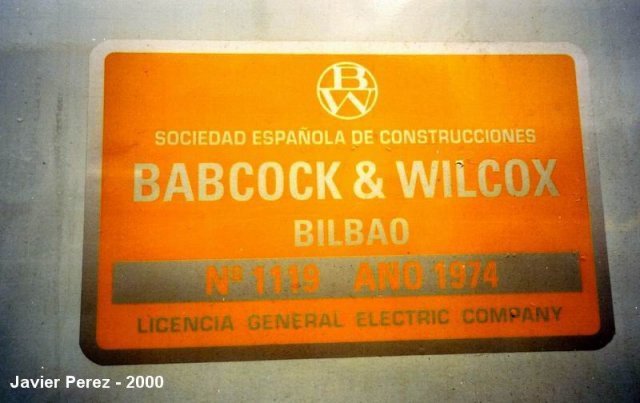 BW
SOCIEDAD ESPAÑOLA DE CONSTRUCCIONES
BABCOCK & WILCOX
BILBAO
Nº 1119 AÑO 1974
LICENCIA GENERAL ELECTRIC COMPANY
Javier Perez - 2000